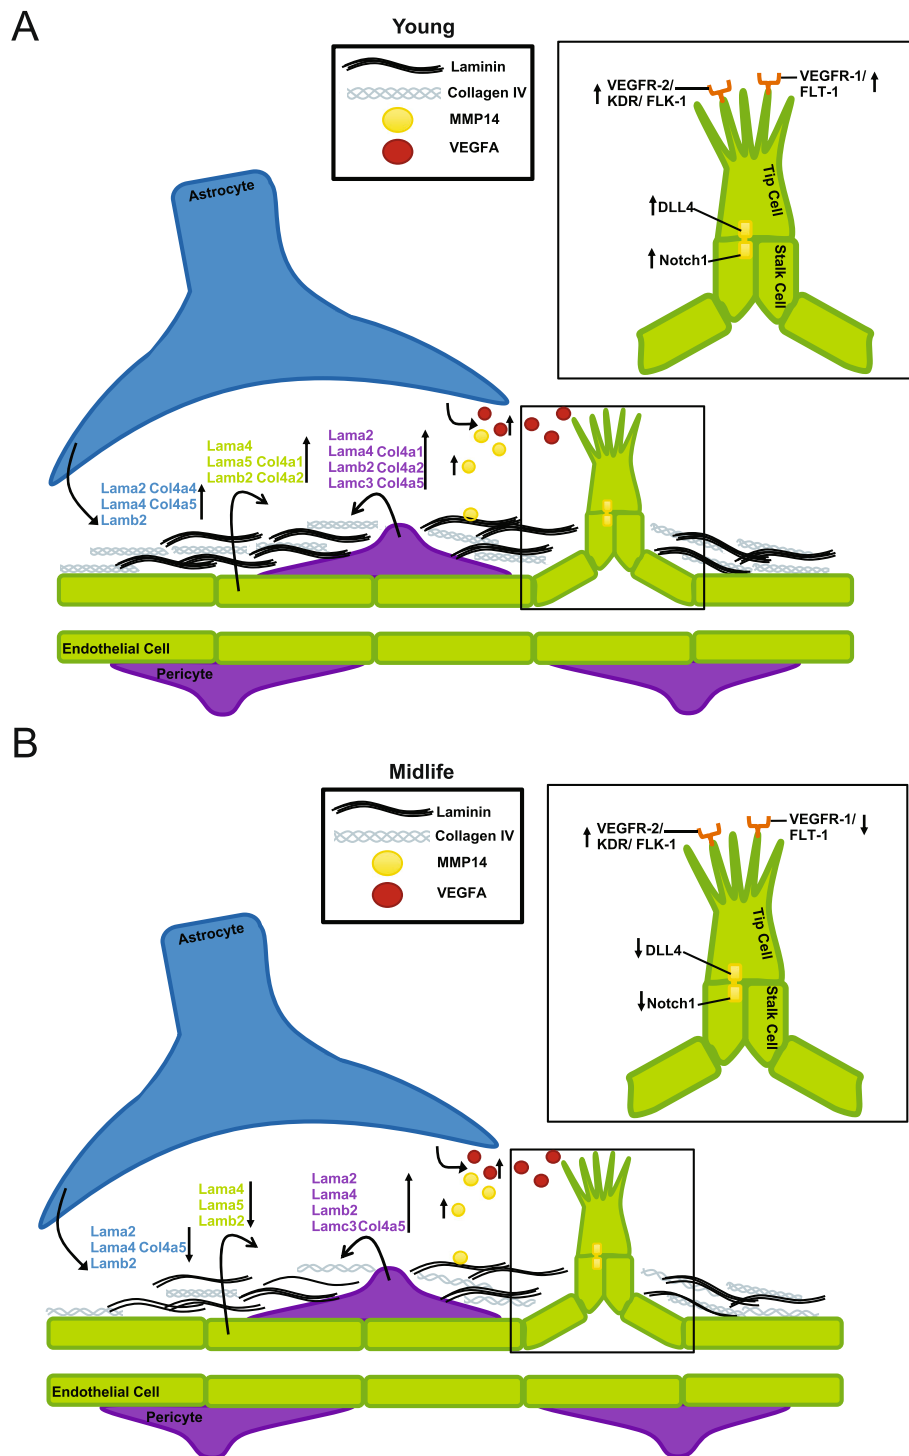 A
Young
Laminin
Collagen IV
MMP14
VEGFA
VEGFR-2/
KDR/ FLK-1
VEGFR-1/
FLT-1
Tip Cell
DLL4
Notch1
Stalk Cell
Astrocyte
Lama2 Col4a4
Lama4 Col4a5
Lamb2
Lama4
Lama5 Col4a1
Lamb2 Col4a2
Lama2
Lama4 Col4a1
Lamb2 Col4a2
Lamc3 Col4a5
Endothelial Cell
Pericyte
B
Midlife
Laminin
Collagen IV
MMP14
VEGFA
VEGFR-2/
KDR/ FLK-1
VEGFR-1/
FLT-1
Tip Cell
DLL4
Notch1
Stalk Cell
Astrocyte
Lama2
Lama4 Col4a5
Lamb2
Lama4
Lama5
Lamb2
Lama2
Lama4
Lamb2
Lamc3Col4a5
Endothelial Cell
Pericyte